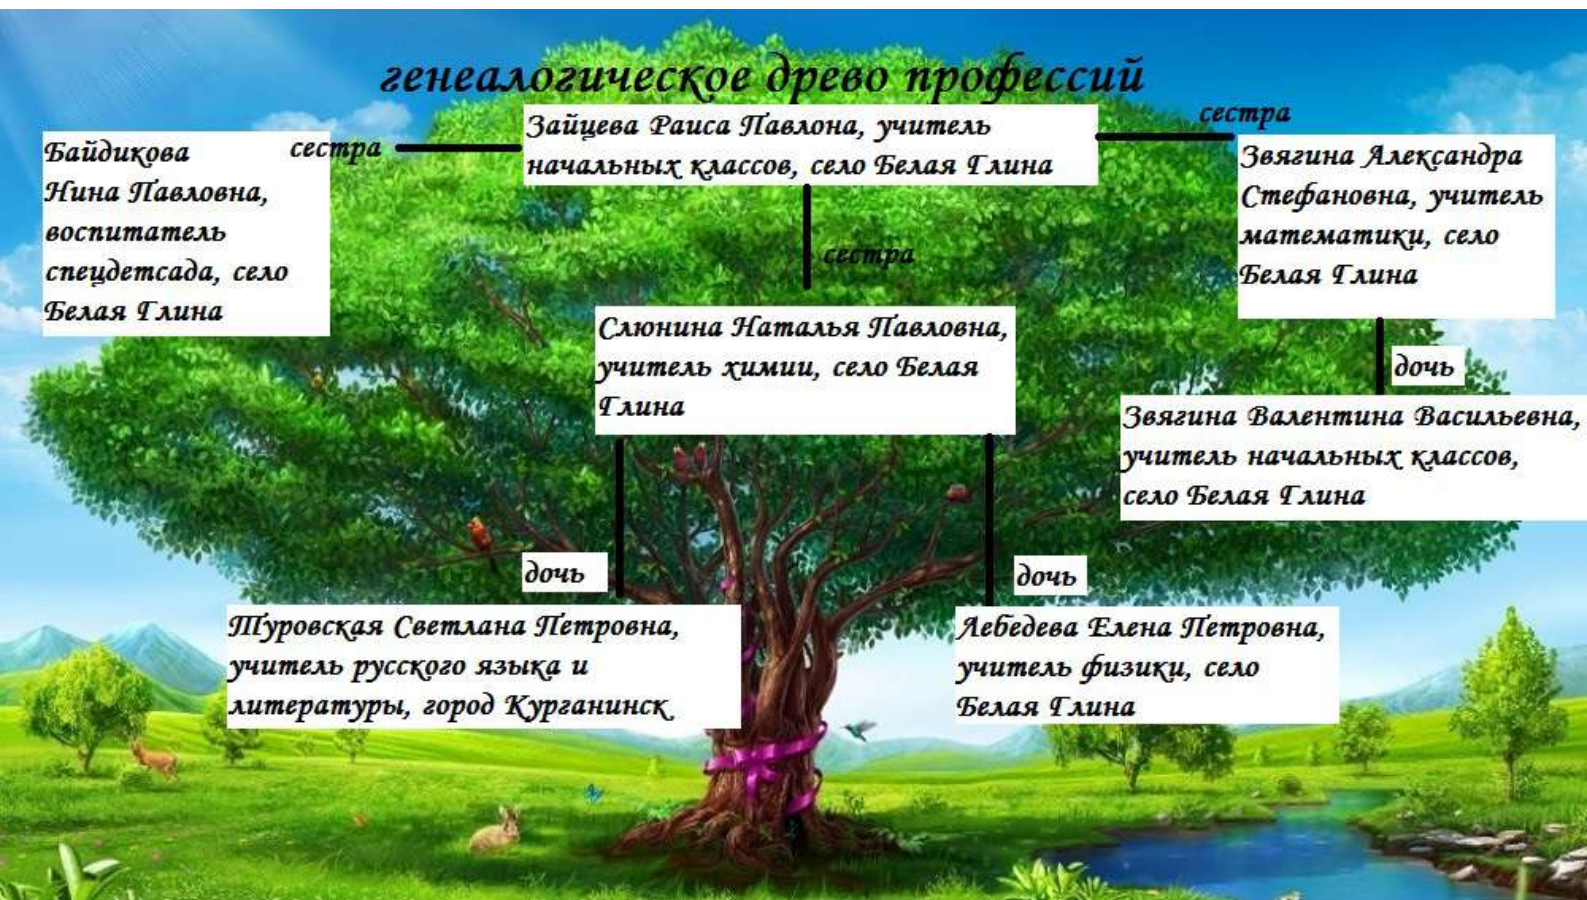 генеалогическое древо профессий
Байдикова
Нина Павловна,
воспитатель
спецдетсада, село
Белая Глина
сестра
Зайцева Раиса Павлона, учитель
начальных классов, село Белая Глина
сестра
Звягина Александра
Стефановна, учитель
математики, село
Белая Глина
сестра
Слюнина Наталья Павловна,
учитель химии, село Белая
Глина
дочь
Звягина Валентина Васильевна,
учитель начальных классов,
село Белая Глина
дочь
Туровская Светлана Петровна,
учитель русского языка и
литературы, город Курганинск
дочь
Лебедева Елена Петровна,
учитель физики, село
Белая Глина